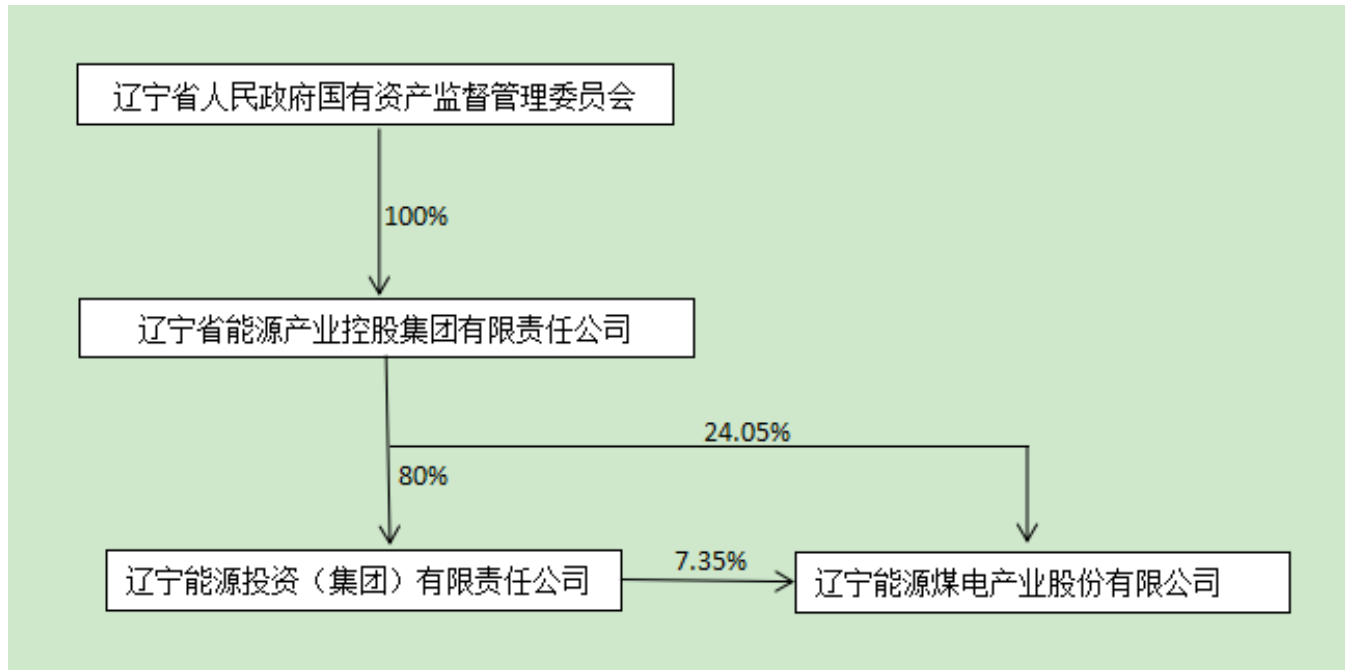 辽宁省人民政府国有资产监督管理委员会
100%
辽宁省能源产业控股集团有限责任公司
24.05%
80%
辽宁能源投资（集团）有限责任公司
7.35%
辽宁能源煤电产业股份有限公司